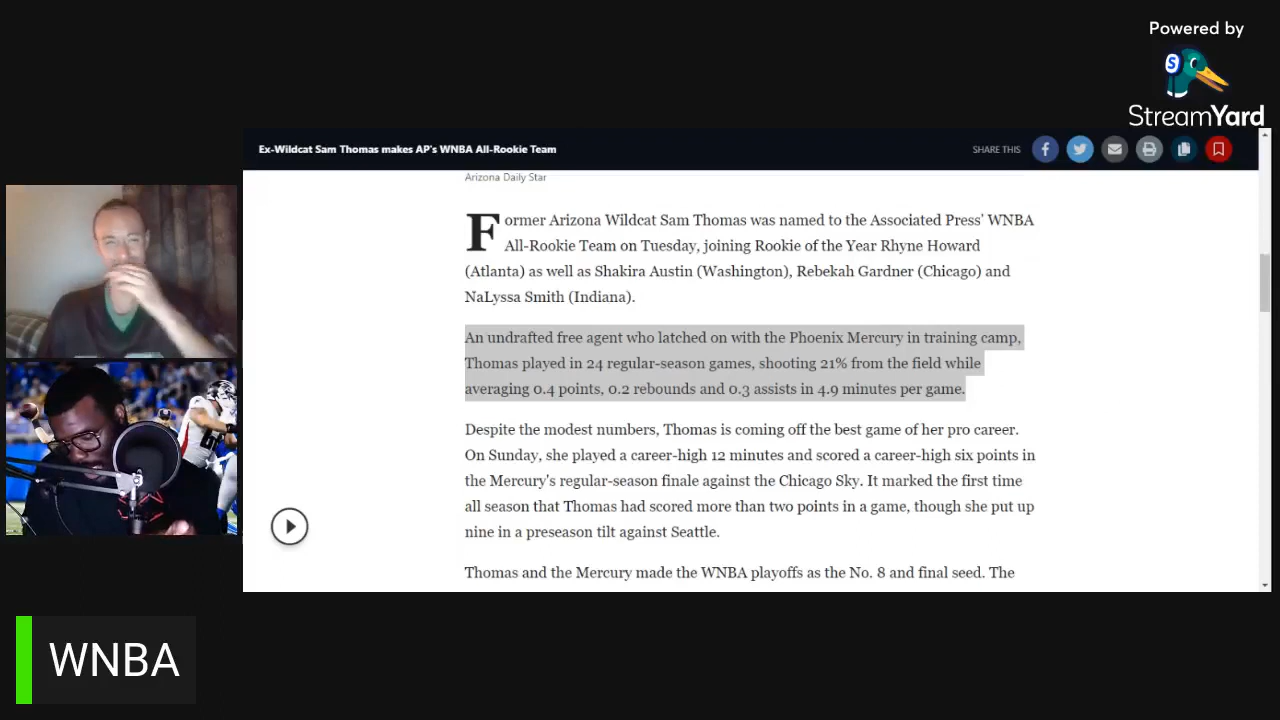 Powered by
S
StreamYard
Ex-Wildcat Sam Thomas makes AP's WNBA All-Rookie Team
SHARE THIS
Arizona Daily Star
Former Arizona Wildcat Sam Thomas was named to the Associated Press' WNBA
All-Rookie Team on Tuesday, joining Rookie of the Year Rhyne Howard
(Atlanta) as well as Shakira Austin (Washington), Rebekah Gardner (Chicago) and
NaLyssa Smith (Indiana).
An undrafted free agent who latched on with the Phoenix Mercury in training camp,
Thomas played in 24 regular-season games, shooting 21% from the field while
averaging 0.4 points, 0.2 rebounds and 0.3 assists in 4.9 minutes per game.
Despite the modest numbers, Thomas is coming off the best game of her pro career.
On Sunday, she played a career-high 12 minutes and scored a career-high six points in
the Mercury's regular-season finale against the Chicago Sky. It marked the first time
all season that Thomas had scored more than two points in a game, though she put up
nine in a preseason tilt against Seattle.
Thomas and the Mercury made the WNBA playoffs as the No. 8 and final seed. The
WNBA